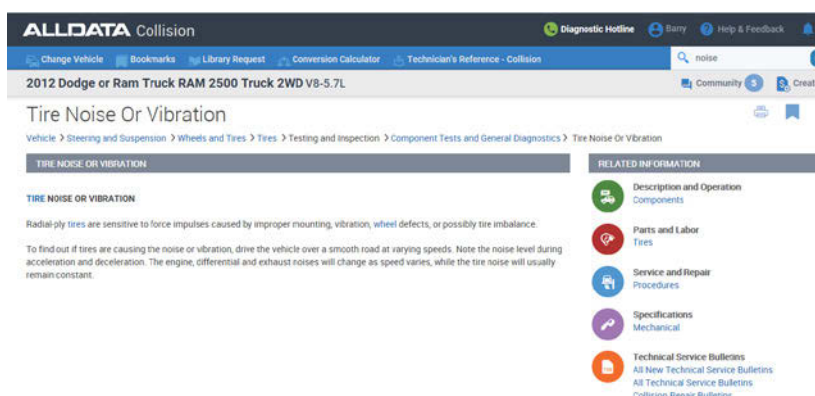 ALLDATA Collision
Diagnostic Hotline Barry Help & Feedback
Change Vehicle Bookmarks Library Request Conversion Calculator Technician's Reference - Collision noise
2012 Dodge or Ram Truck RAM 2500 Truck 2WD V8-5.7L
Community 3 Creat
Tire Noise Or Vibration
Vehicle > Steering and Suspension > Wheels and Tires > Tires > Testing and Inspection > Component Tests and General Diagnostics > Tire Noise Or Vibration
TIRE NOISE OR VIBRATION
TIRE NOISE OR VIBRATION
Radial-ply tires are sensitive to force impulses caused by improper mounting, vibration, wheel defects, or possibly tire imbalance.
To find out if tires are causing the noise or vibration, drive the vehicle over a smooth road at varying speeds. Note the noise level during
acceleration and deceleration. The engine, differential and exhaust noises will change as speed varies, while the tire noise will usually
remain constant.
RELATED INFORMATION
Description and Operation
Components
Parts and Labor
Tires
Service and Repair
Procedures
Specifications
Mechanical
Technical Service Bulletins
All New Technical Service Bulletins
All Technical Service Bulletins
Collision Repair Bulletins